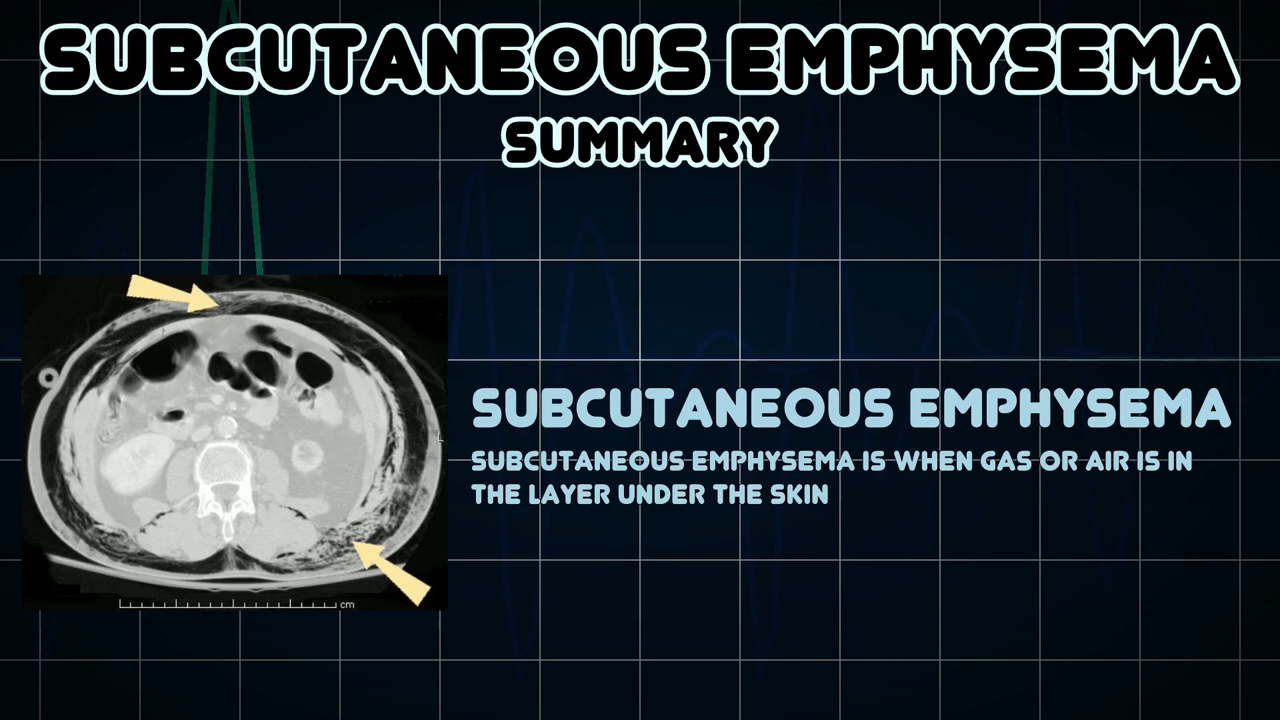 SUBCUTANEOUS EMPHYSEMA
SUMMARY
SUBCUTANEOUS EMPHYSEMA
SUBCUTANEOUS EMPHYSEMA IS WHEN GAS OR AIR IS IN
THE LAYER UNDER THE SKIN
cm